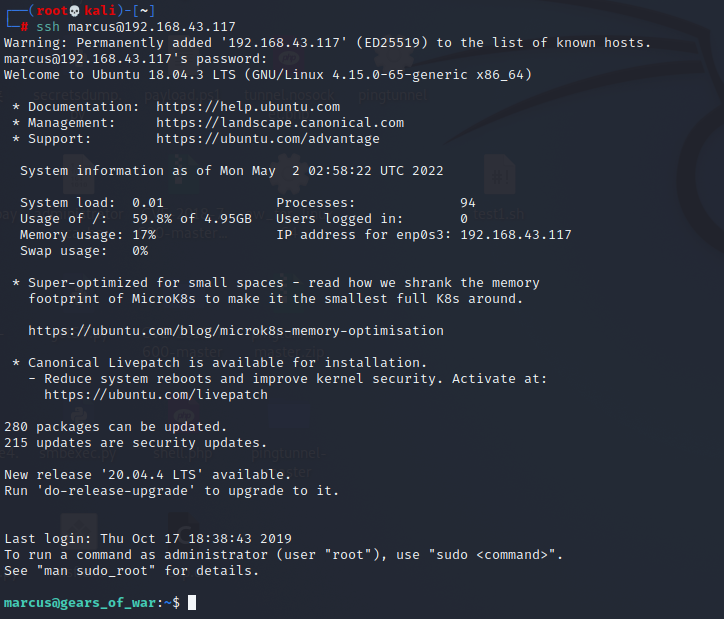 ┌──(root💀kali)-[~]
└─# ssh marcus@192.168.43.117
Warning: Permanently added '192.168.43.117' (ED25519) to the list of known hosts.
marcus@192.168.43.117's password:
Welcome to Ubuntu 18.04.3 LTS (GNU/Linux 4.15.0-65-generic x86_64)
* Documentation:  https://help.ubuntu.com
* Management:     https://landscape.canonical.com
* Support:        https://ubuntu.com/advantage
System information as of Mon May  2 02:58:22 UTC 2022
System load:  0.01              Processes:             94
Usage of /:   59.8% of 4.95GB   Users logged in:       0
Memory usage: 17%               IP address for enp0s3: 192.168.43.117
Swap usage:   0%
* Super-optimized for small spaces - read how we shrank the memory
footprint of MicroK8s to make it the smallest full K8s around.
https://ubuntu.com/blog/microk8s-memory-optimisation
* Canonical Livepatch is available for installation.
- Reduce system reboots and improve kernel security. Activate at:
https://ubuntu.com/livepatch
280 packages can be updated.
215 updates are security updates.
New release '20.04.4 LTS' available.
Run 'do-release-upgrade' to upgrade to it.
Last login: Thu Oct 17 18:38:43 2019
To run a command as administrator (user "root"), use "sudo <command>".
See "man sudo_root" for details.
marcus@gears_of_war:~$